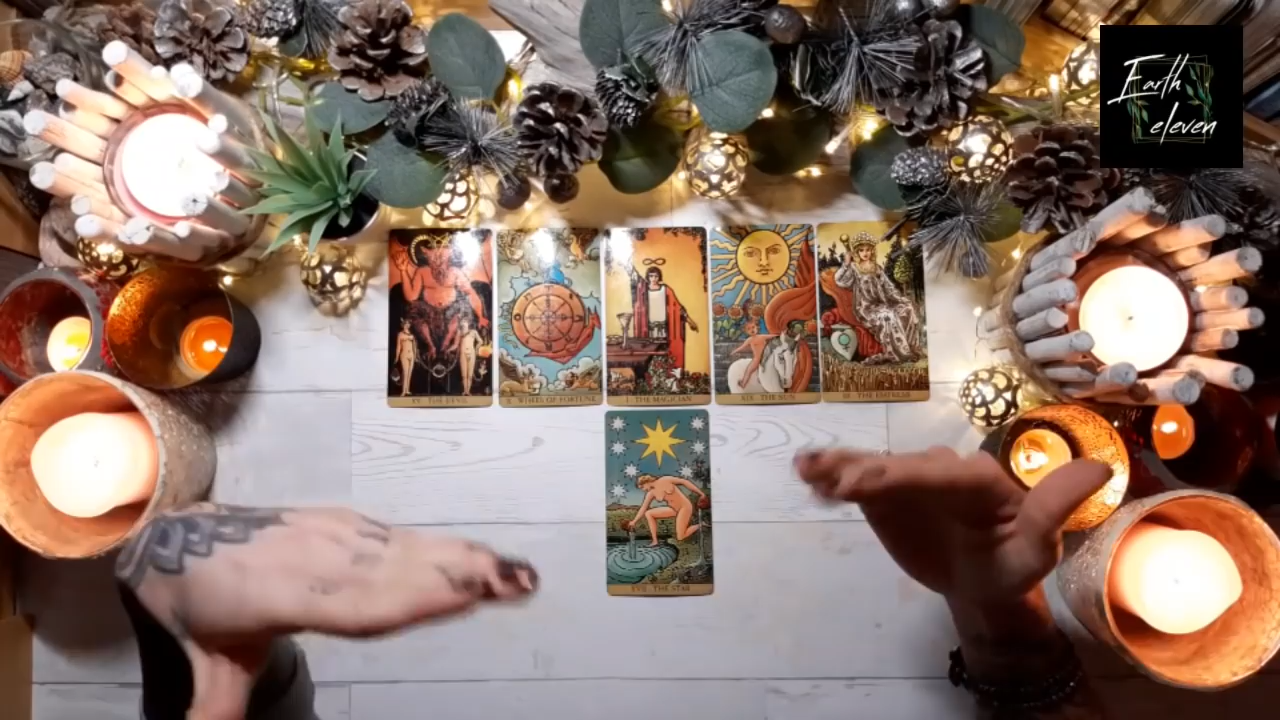 Earth
eleven
XV. THE DEVIL
X. WHEEL OF FORTUNE
I. THE MAGICIAN
XIX. THE SUN
III. THE EMPRESS
XVII. THE STAR